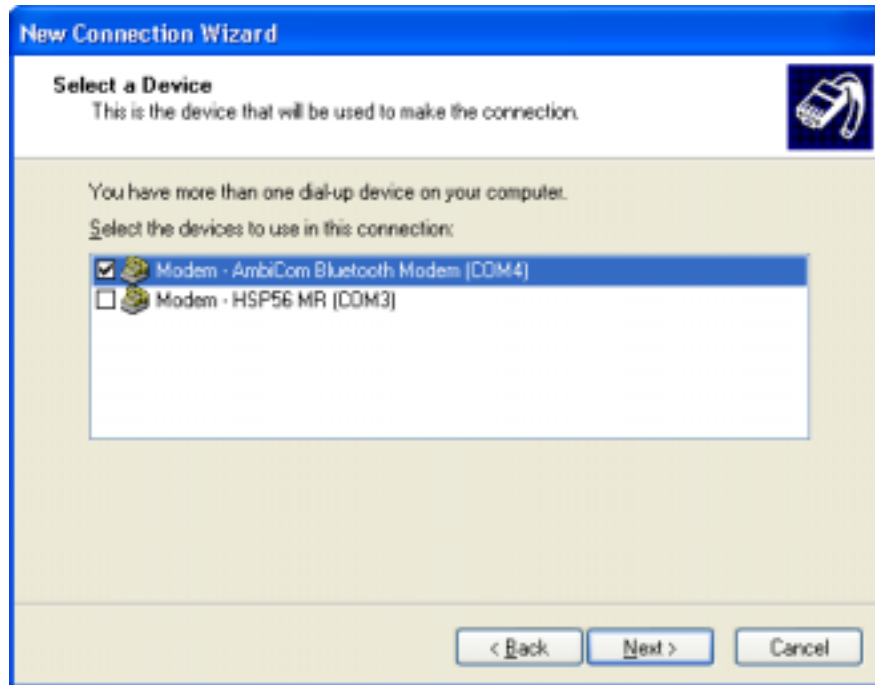 New Connection Wizard
Select a Device
This is the device that will be used to make the connection.
You have more than one dial-up device on your computer.
Select the devices to use in this connection:
Modem - AmbiCom Bluetooth Modem (COM4)
Modem - HSP56 MR (COM3)
< Back Next > Cancel